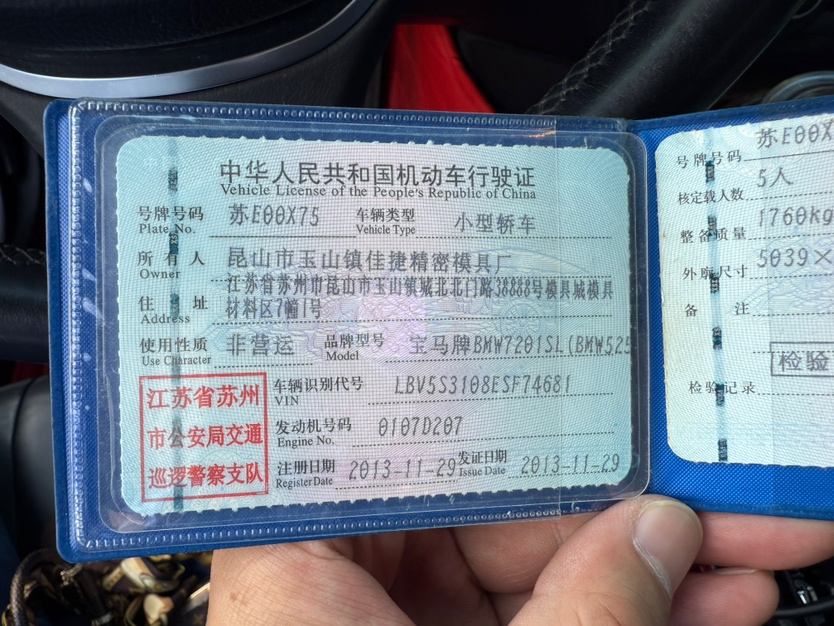 中华人民共和国机动车行驶证
Vehicle License of the People's Republic of China
号牌号码 苏E00X75 车辆类型 小型轿车
Plate No. Vehicle Type
所有人 昆山市玉山镇佳捷精密模具厂
Owner
住址 江苏省苏州市昆山市玉山镇城北北门路38888号模具城模具
Address 材料区7幢1号
使用性质 非营运 品牌型号 宝马牌BMW7201SL(BMW525
Use Character Model
江苏省苏州
市公安局交通
巡逻警察支队
车辆识别代号 LBV5S3108ESF74681
VIN
发动机号码 0107D207
Engine No.
注册日期 2013-11-29 发证日期 2013-11-29
Register Date Issue Date
号牌号码 苏E00X
核定载人数 5人
整备质量 1760kg
外廓尺寸 5039×
备注
检验
检验记录